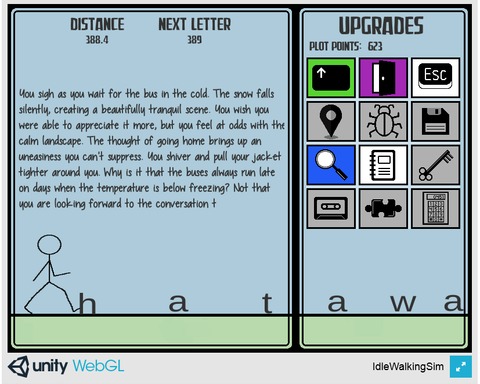 DISTANCE
388.4
NEXT LETTER
389
You sigh as you wait for the bus in the cold. The snow falls
silently, creating a beautifully tranquil scene. You wish you
were able to appreciate it more, but you feel at odds with the
calm landscape. The thought of going home brings up an
uneasiness you can't suppress. You shiver and pull your jacket
tighter around you. Why is it that the buses always run late
on days when the temperature is below freezing? Not that
you are looking forward to the conversation t
h a t a w a
UPGRADES
PLOT POINTS: 623
Esc
unity WebGL
IdleWalkingSim